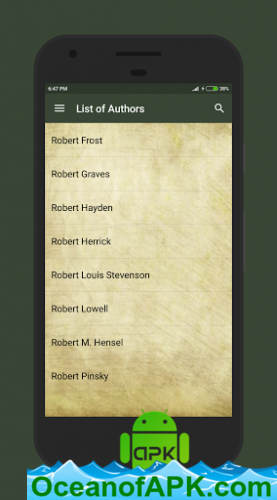 6:47 PM
38%
List of Authors
Robert Frost
Robert Graves
Robert Hayden
Robert Herrick
Robert Louis Stevenson
Robert Lowell
Robert M. Hensel
Robert Pinsky
APK
OceanofAPK.com